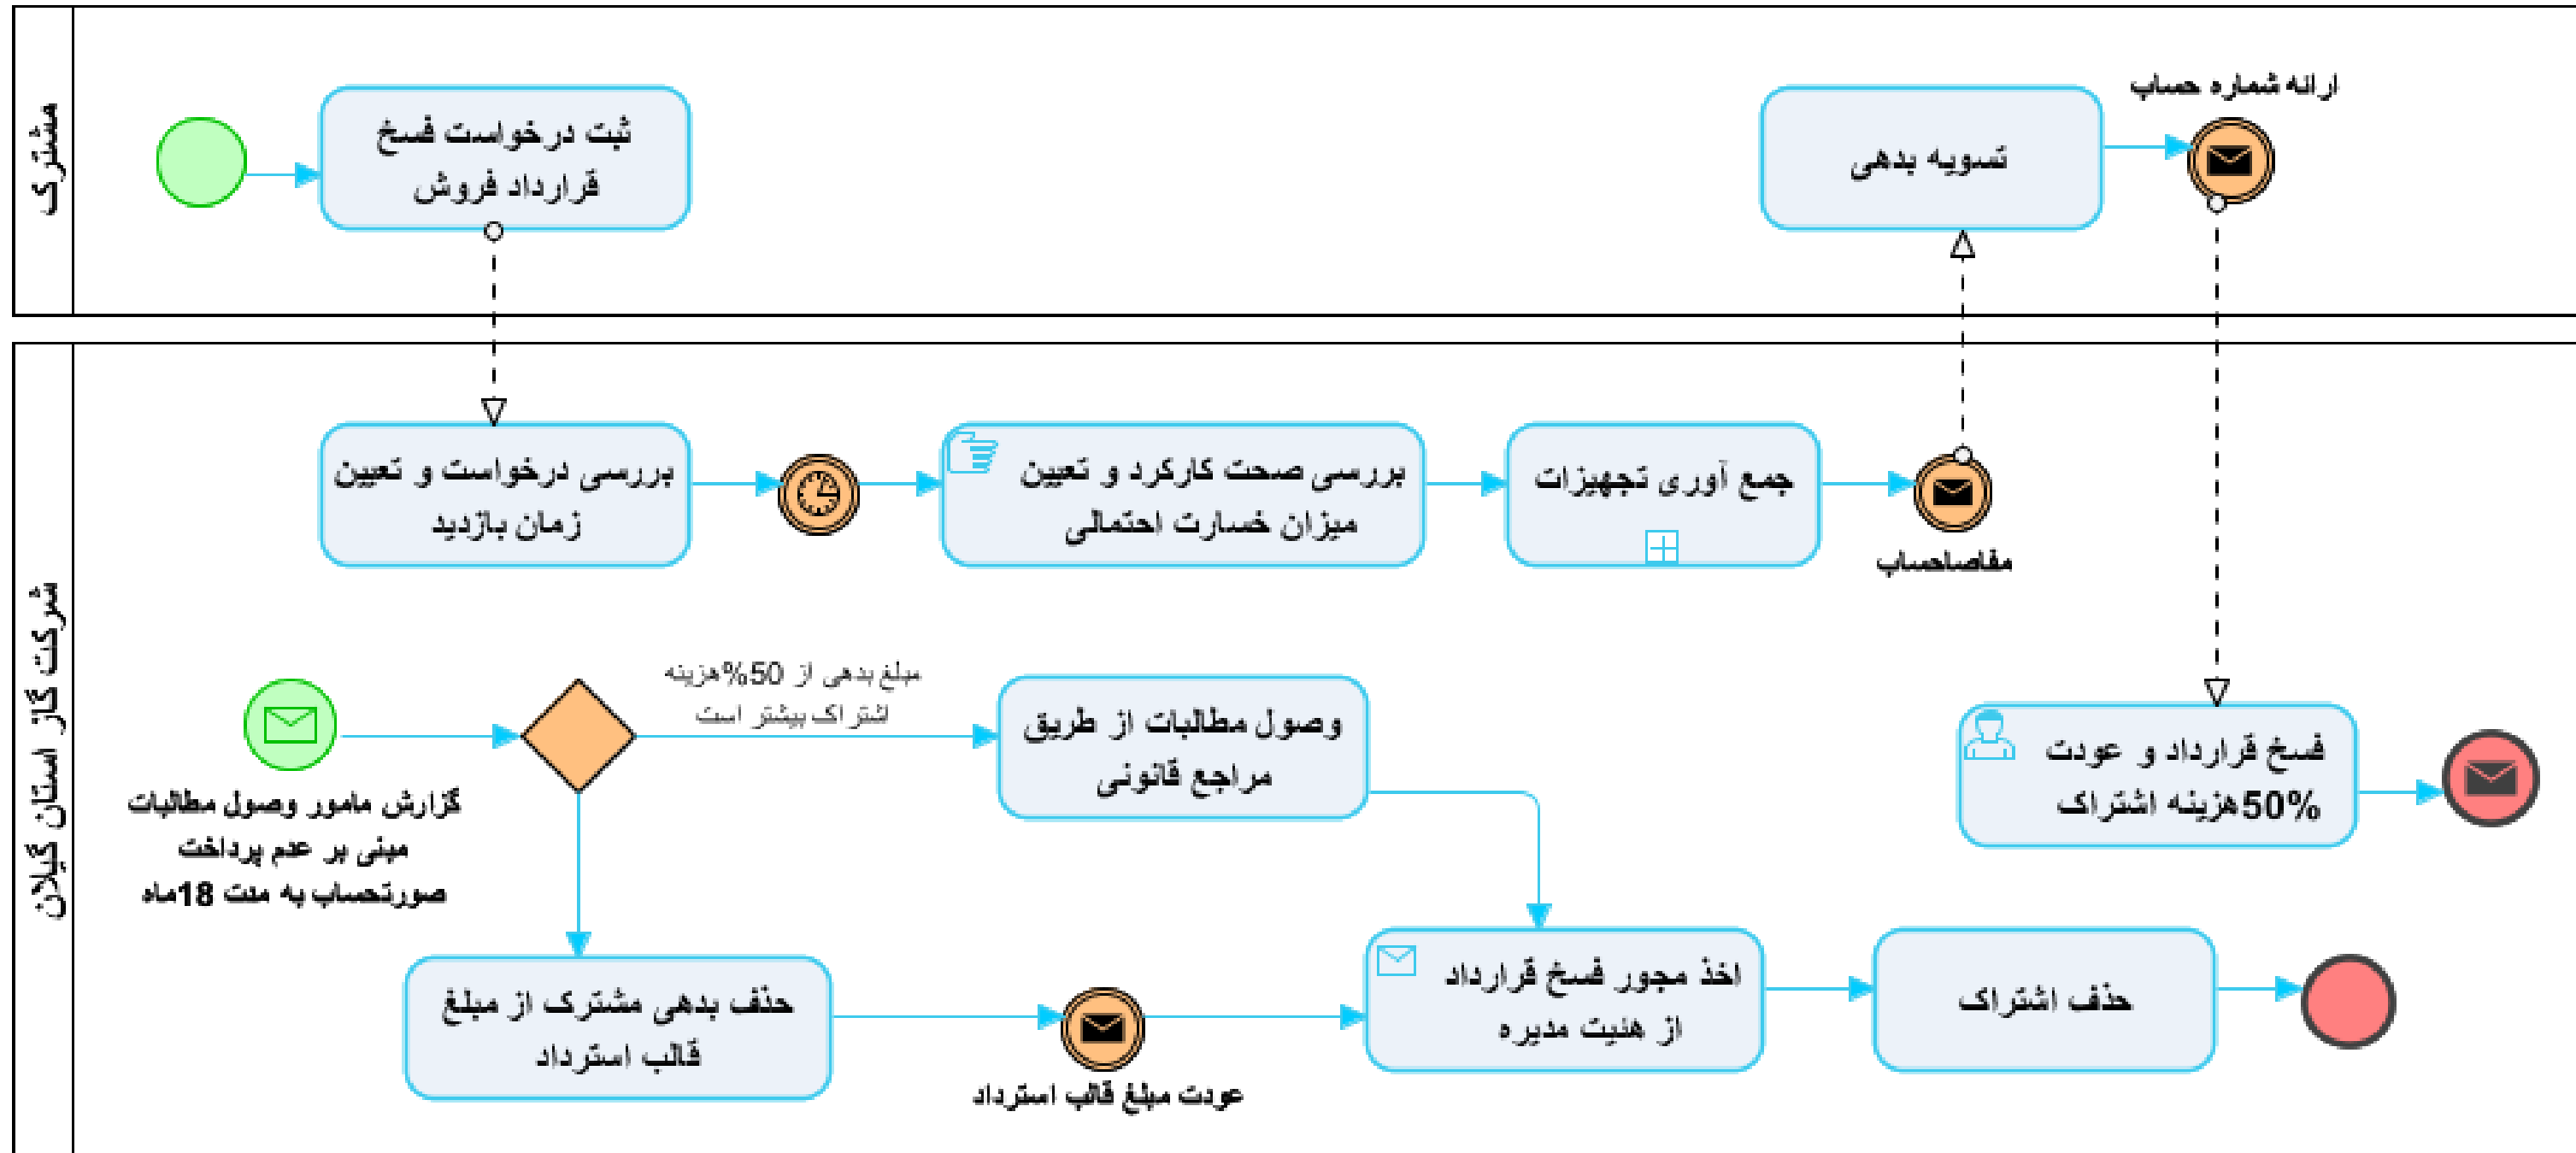 مشترک
ثبت درخواست فسخ
قرارداد فروش
تسویه بدهی
ارائه شماره حساب
شرکت گاز استان گیلان
بررسی درخواست و تعیین
زمان بازدید
بررسی صحت کارکرد و تعیین
میزان خسارت احتمالی
جمع آوری تجهیزات
مفاصاحساب
گزارش مامور وصول مطالبات
مبنی بر عدم پرداخت
صورتحساب به مدت 18ماه
مبلغ بدهی از 50%هزینه
اشتراک بیشتر است
وصول مطالبات از طریق
مراجع قانونی
فسخ قرارداد و عودت
50%هزینه اشتراک
حذف بدهی مشترک از مبلغ
قالب استرداد
عودت مبلغ قالب استرداد
اخذ مجور فسخ قرارداد
از هئیت مدیره
حذف اشتراک